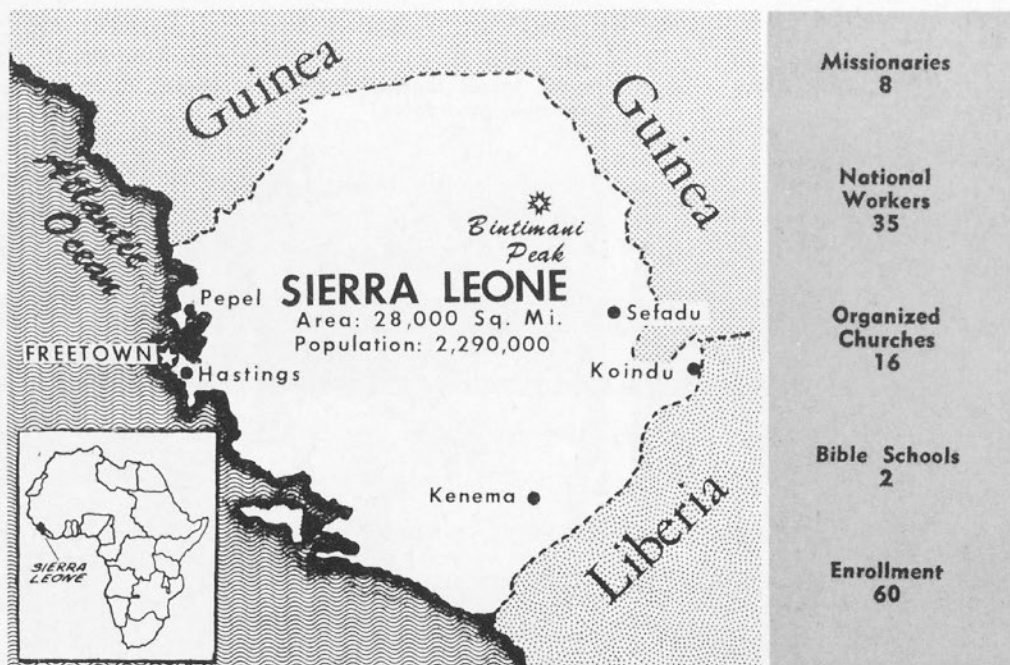 Guinea
Guinea
Atlantic
Ocean
Bintimani
Peak
SIERRA LEONE
Area: 28,000 Sq. Mi.
Population: 2,290,000
Pepel
Sefadu
FREETOWN
Hastings
Koindu
Kenema
Liberia
SIERRA
LEONE
Missionaries
8
National
Workers
35
Organized
Churches
16
Bible Schools
2
Enrollment
60